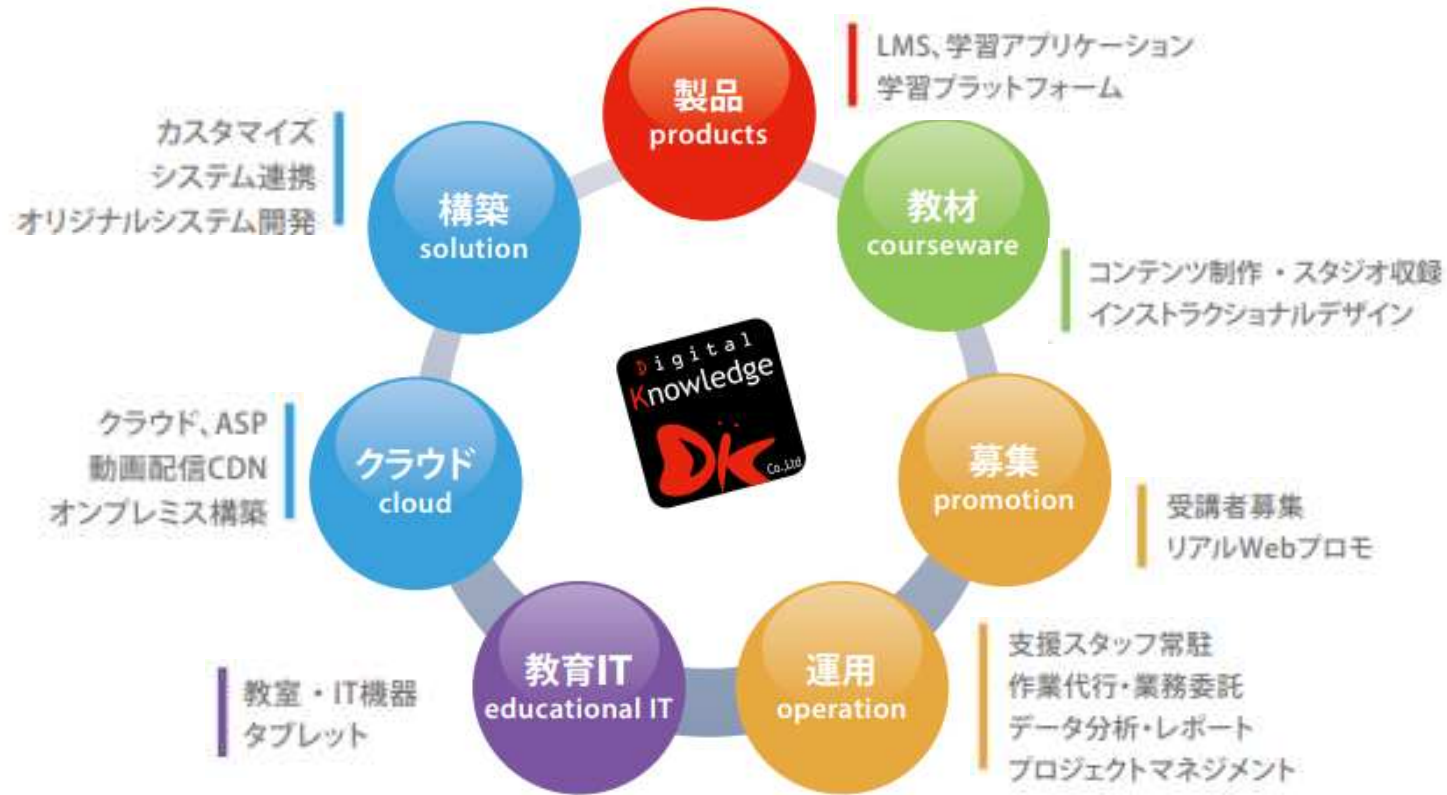 製品
products
LMS、学習アプリケーション
学習プラットフォーム
教材
courseware
コンテンツ制作 ・ スタジオ収録
インストラクショナルデザイン
募集
promotion
受講者募集
リアルWebプロモ
運用
operation
支援スタッフ常駐
作業代行・業務委託
データ分析・レポート
プロジェクトマネジメント
教育IT
educational IT
教室 ・ IT機器
タブレット
クラウド
cloud
クラウド、ASP
動画配信CDN
オンプレミス構築
構築
solution
カスタマイズ
システム連携
オリジナルシステム開発
Digital
Knowledge
DK
Co.,Ltd